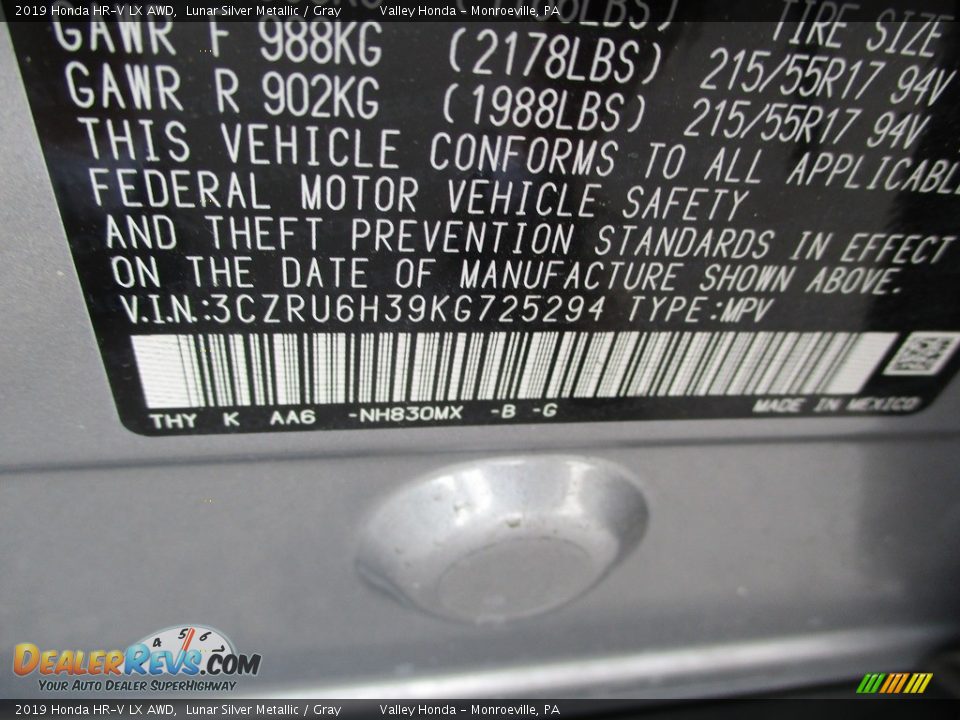 2019 Honda HR-V LX AWD, Lunar Silver Metallic / Gray Valley Honda - Monroeville, PA
TIRE SIZE
GAWR F 988KG (2178LBS) 215/55R17 94V
GAWR R 902KG (1988LBS) 215/55R17 94V
THIS VEHICLE CONFORMS TO ALL APPLICABLE
FEDERAL MOTOR VEHICLE SAFETY
AND THEFT PREVENTION STANDARDS IN EFFECT
ON THE DATE OF MANUFACTURE SHOWN ABOVE.
V.I.N.:3CZRU6H39KG725294 TYPE:MPV
THY K AA6 -NH830MX -B -G MADE IN MEXICO
4 5 6
DEALERREVS.COM
YOUR AUTO DEALER SUPERHIGHWAY
2019 Honda HR-V LX AWD, Lunar Silver Metallic / Gray Valley Honda - Monroeville, PA